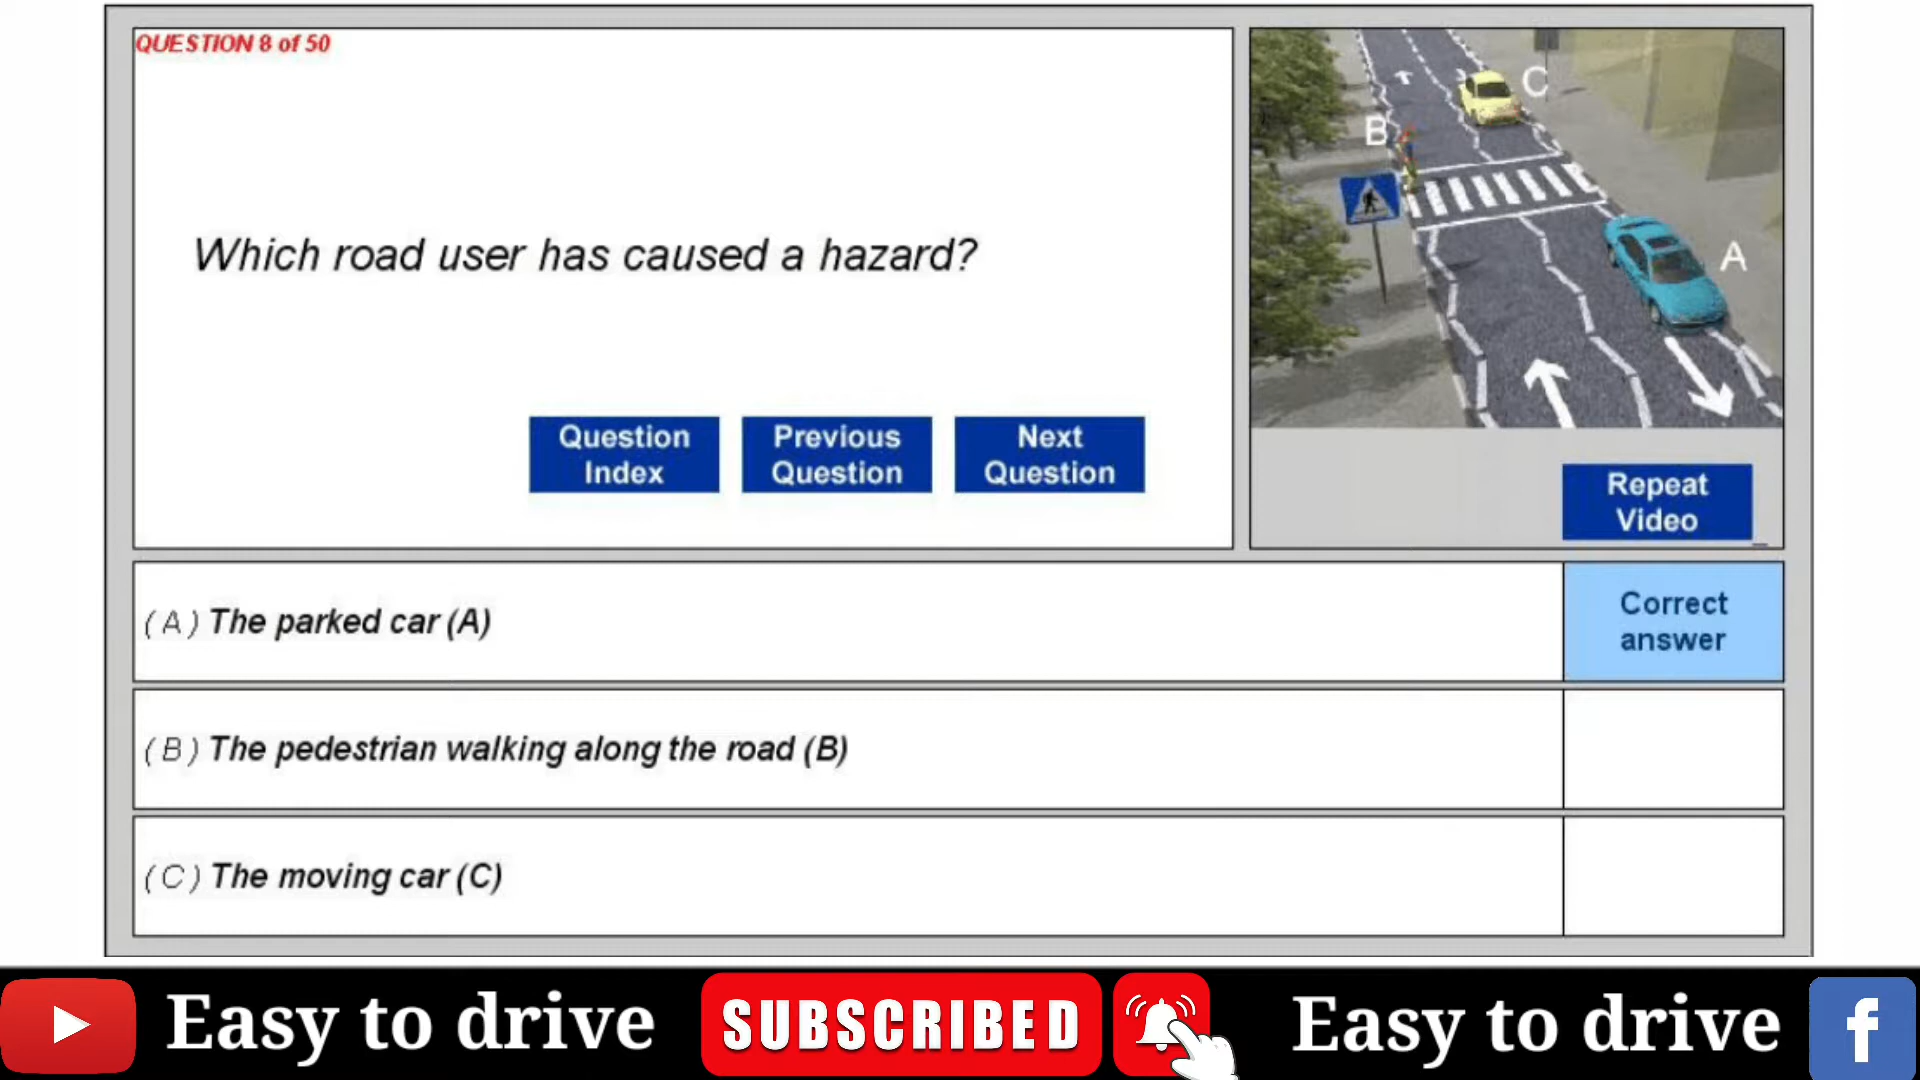 QUESTION 8 of 50
Which road user has caused a hazard?
Question
Index
Previous
Question
Next
Question
C
B
A
Repeat
Video
(A) The parked car (A)
Correct
answer
(B) The pedestrian walking along the road (B)
(C) The moving car (C)
Easy to drive
SUBSCRIBED
Easy to drive
f